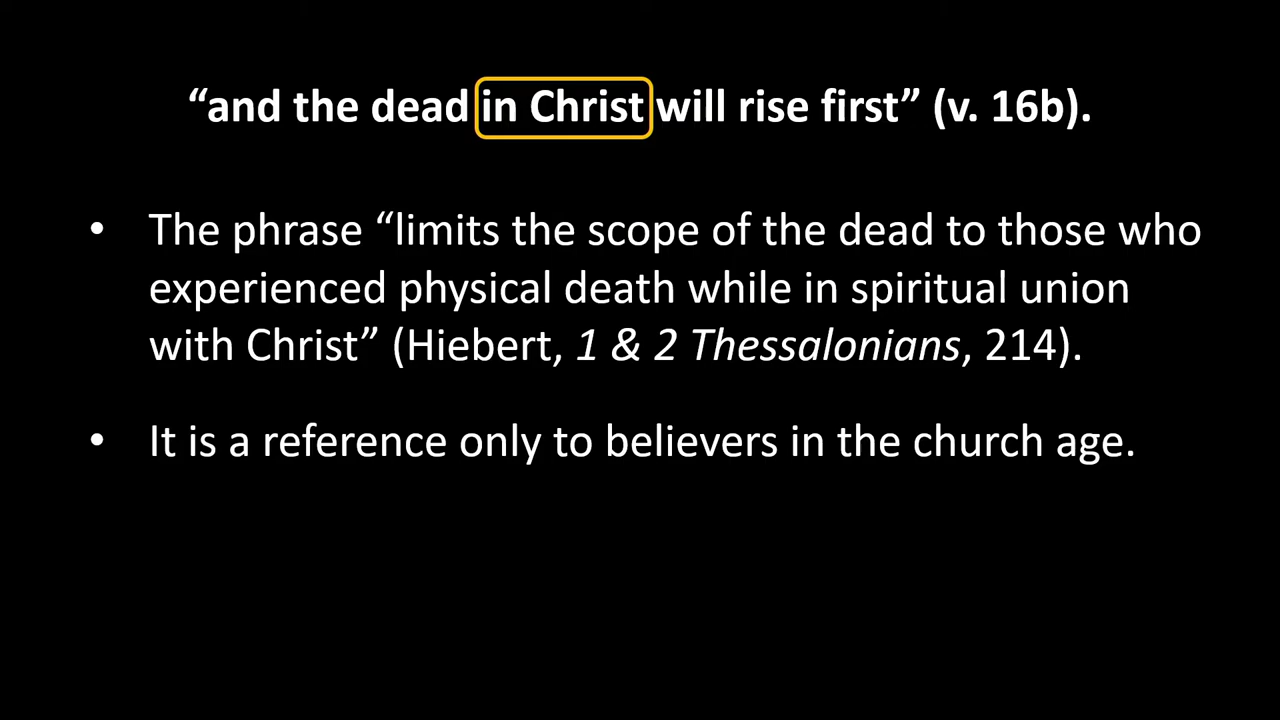 “and the dead in Christ will rise first” (v. 16b).
• The phrase “limits the scope of the dead to those who
experienced physical death while in spiritual union
with Christ” (Hiebert, 1 & 2 Thessalonians, 214).
• It is a reference only to believers in the church age.